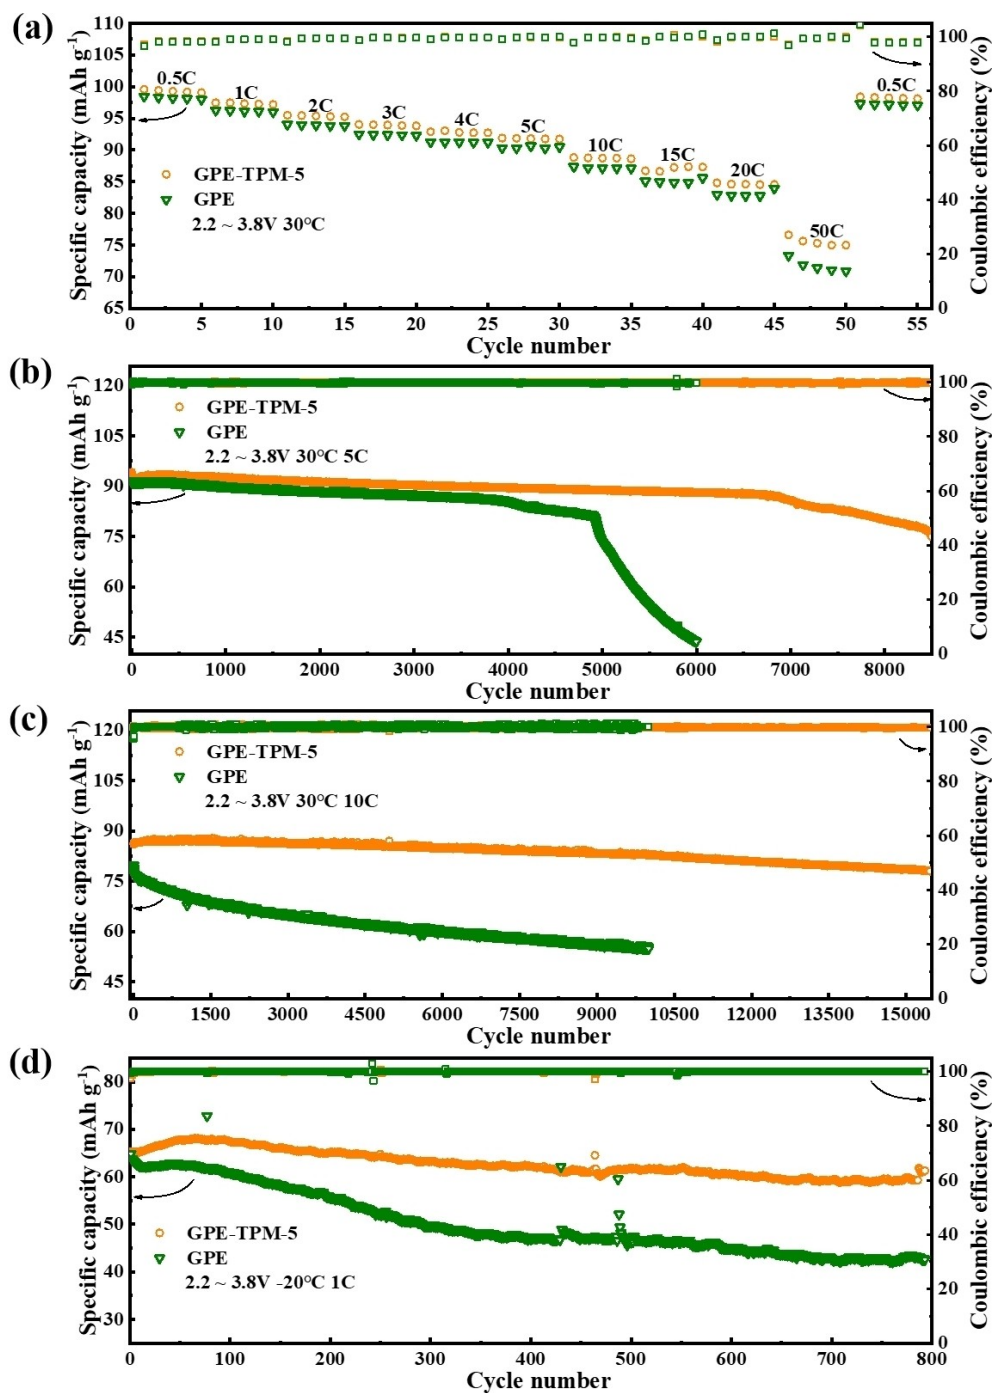 (a)
110
105
100
95
90
85
80
75
70
65
Specific capacity (mAh g⁻¹)
0.5C
1C
2C
3C
4C
5C
10C
15C
20C
50C
0.5C
GPE-TPM-5
GPE
2.2 ~ 3.8V 30°C
100
80
60
40
20
0
Coulombic efficiency (%)
0 5 10 15 20 25 30 35 40 45 50 55
Cycle number
(b)
120
105
90
75
60
45
Specific capacity (mAh g⁻¹)
GPE-TPM-5
GPE
2.2 ~ 3.8V 30°C 5C
100
80
60
40
20
0
Coulombic efficiency (%)
0 1000 2000 3000 4000 5000 6000 7000 8000
Cycle number
(c)
120
105
90
75
60
45
Specific capacity (mAh g⁻¹)
GPE-TPM-5
GPE
2.2 ~ 3.8V 30°C 10C
100
80
60
40
20
0
Coulombic efficiency (%)
0 1500 3000 4500 6000 7500 9000 10500 12000 13500 15000
Cycle number
(d)
80
70
60
50
40
30
Specific capacity (mAh g⁻¹)
GPE-TPM-5
GPE
2.2 ~ 3.8V -20°C 1C
100
80
60
40
20
0
Coulombic efficiency (%)
0 100 200 300 400 500 600 700 800
Cycle number